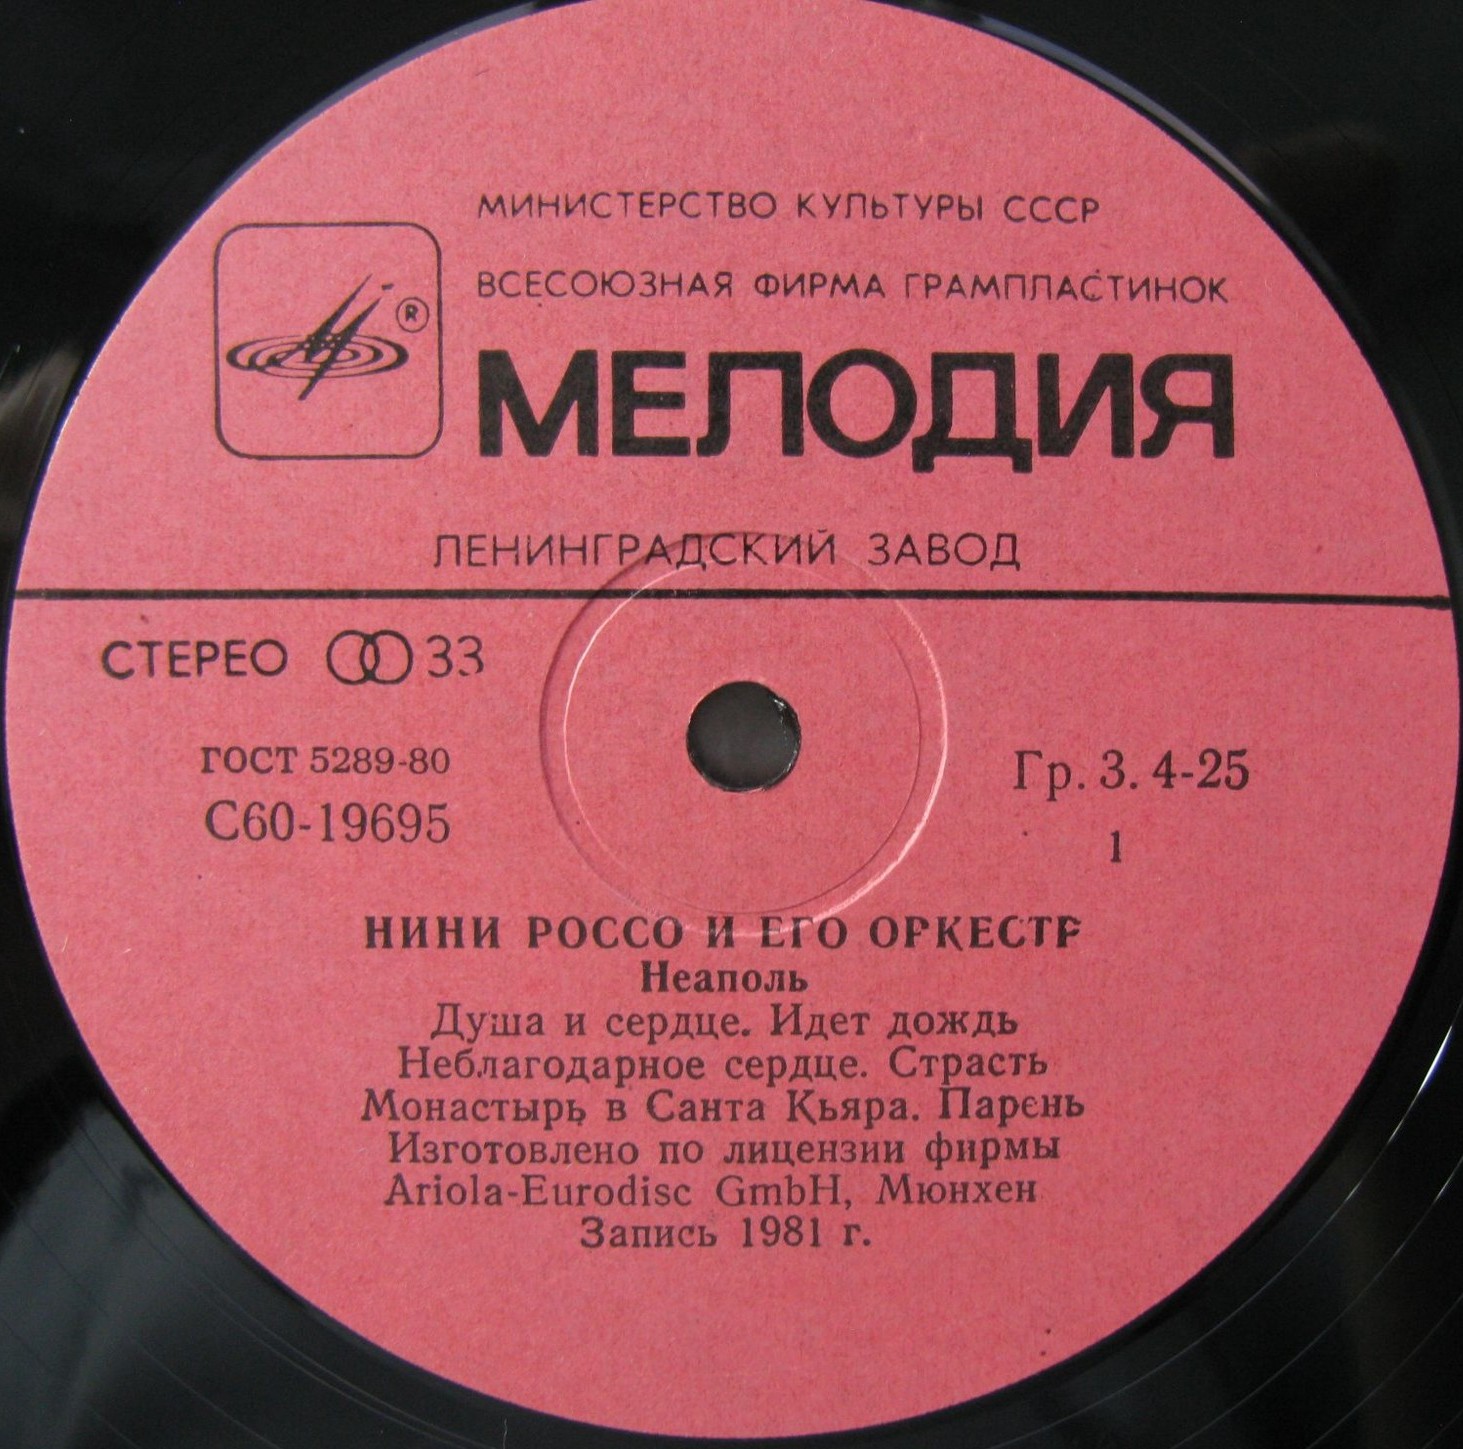 МИНИСТЕРСТВО КУЛЬТУРЫ СССР
ВСЕСОЮЗНАЯ ФИРМА ГРАМПЛАСТИНОК
®
МЕЛОДИЯ
ЛЕНИНГРАДСКИЙ ЗАВОД
СТЕРЕО 33
ГОСТ 5289-80
С60-19695
Гр. 3. 4-25
1
НИНИ РОССО И ЕГО ОРКЕСТР
Неаполь
Душа и сердце. Идет дождь
Неблагодарное сердце. Страсть
Монастырь в Санта Кьяра. Парень
Изготовлено по лицензии фирмы
Ariola-Eurodisc GmbH, Мюнхен
Запись 1981 г.